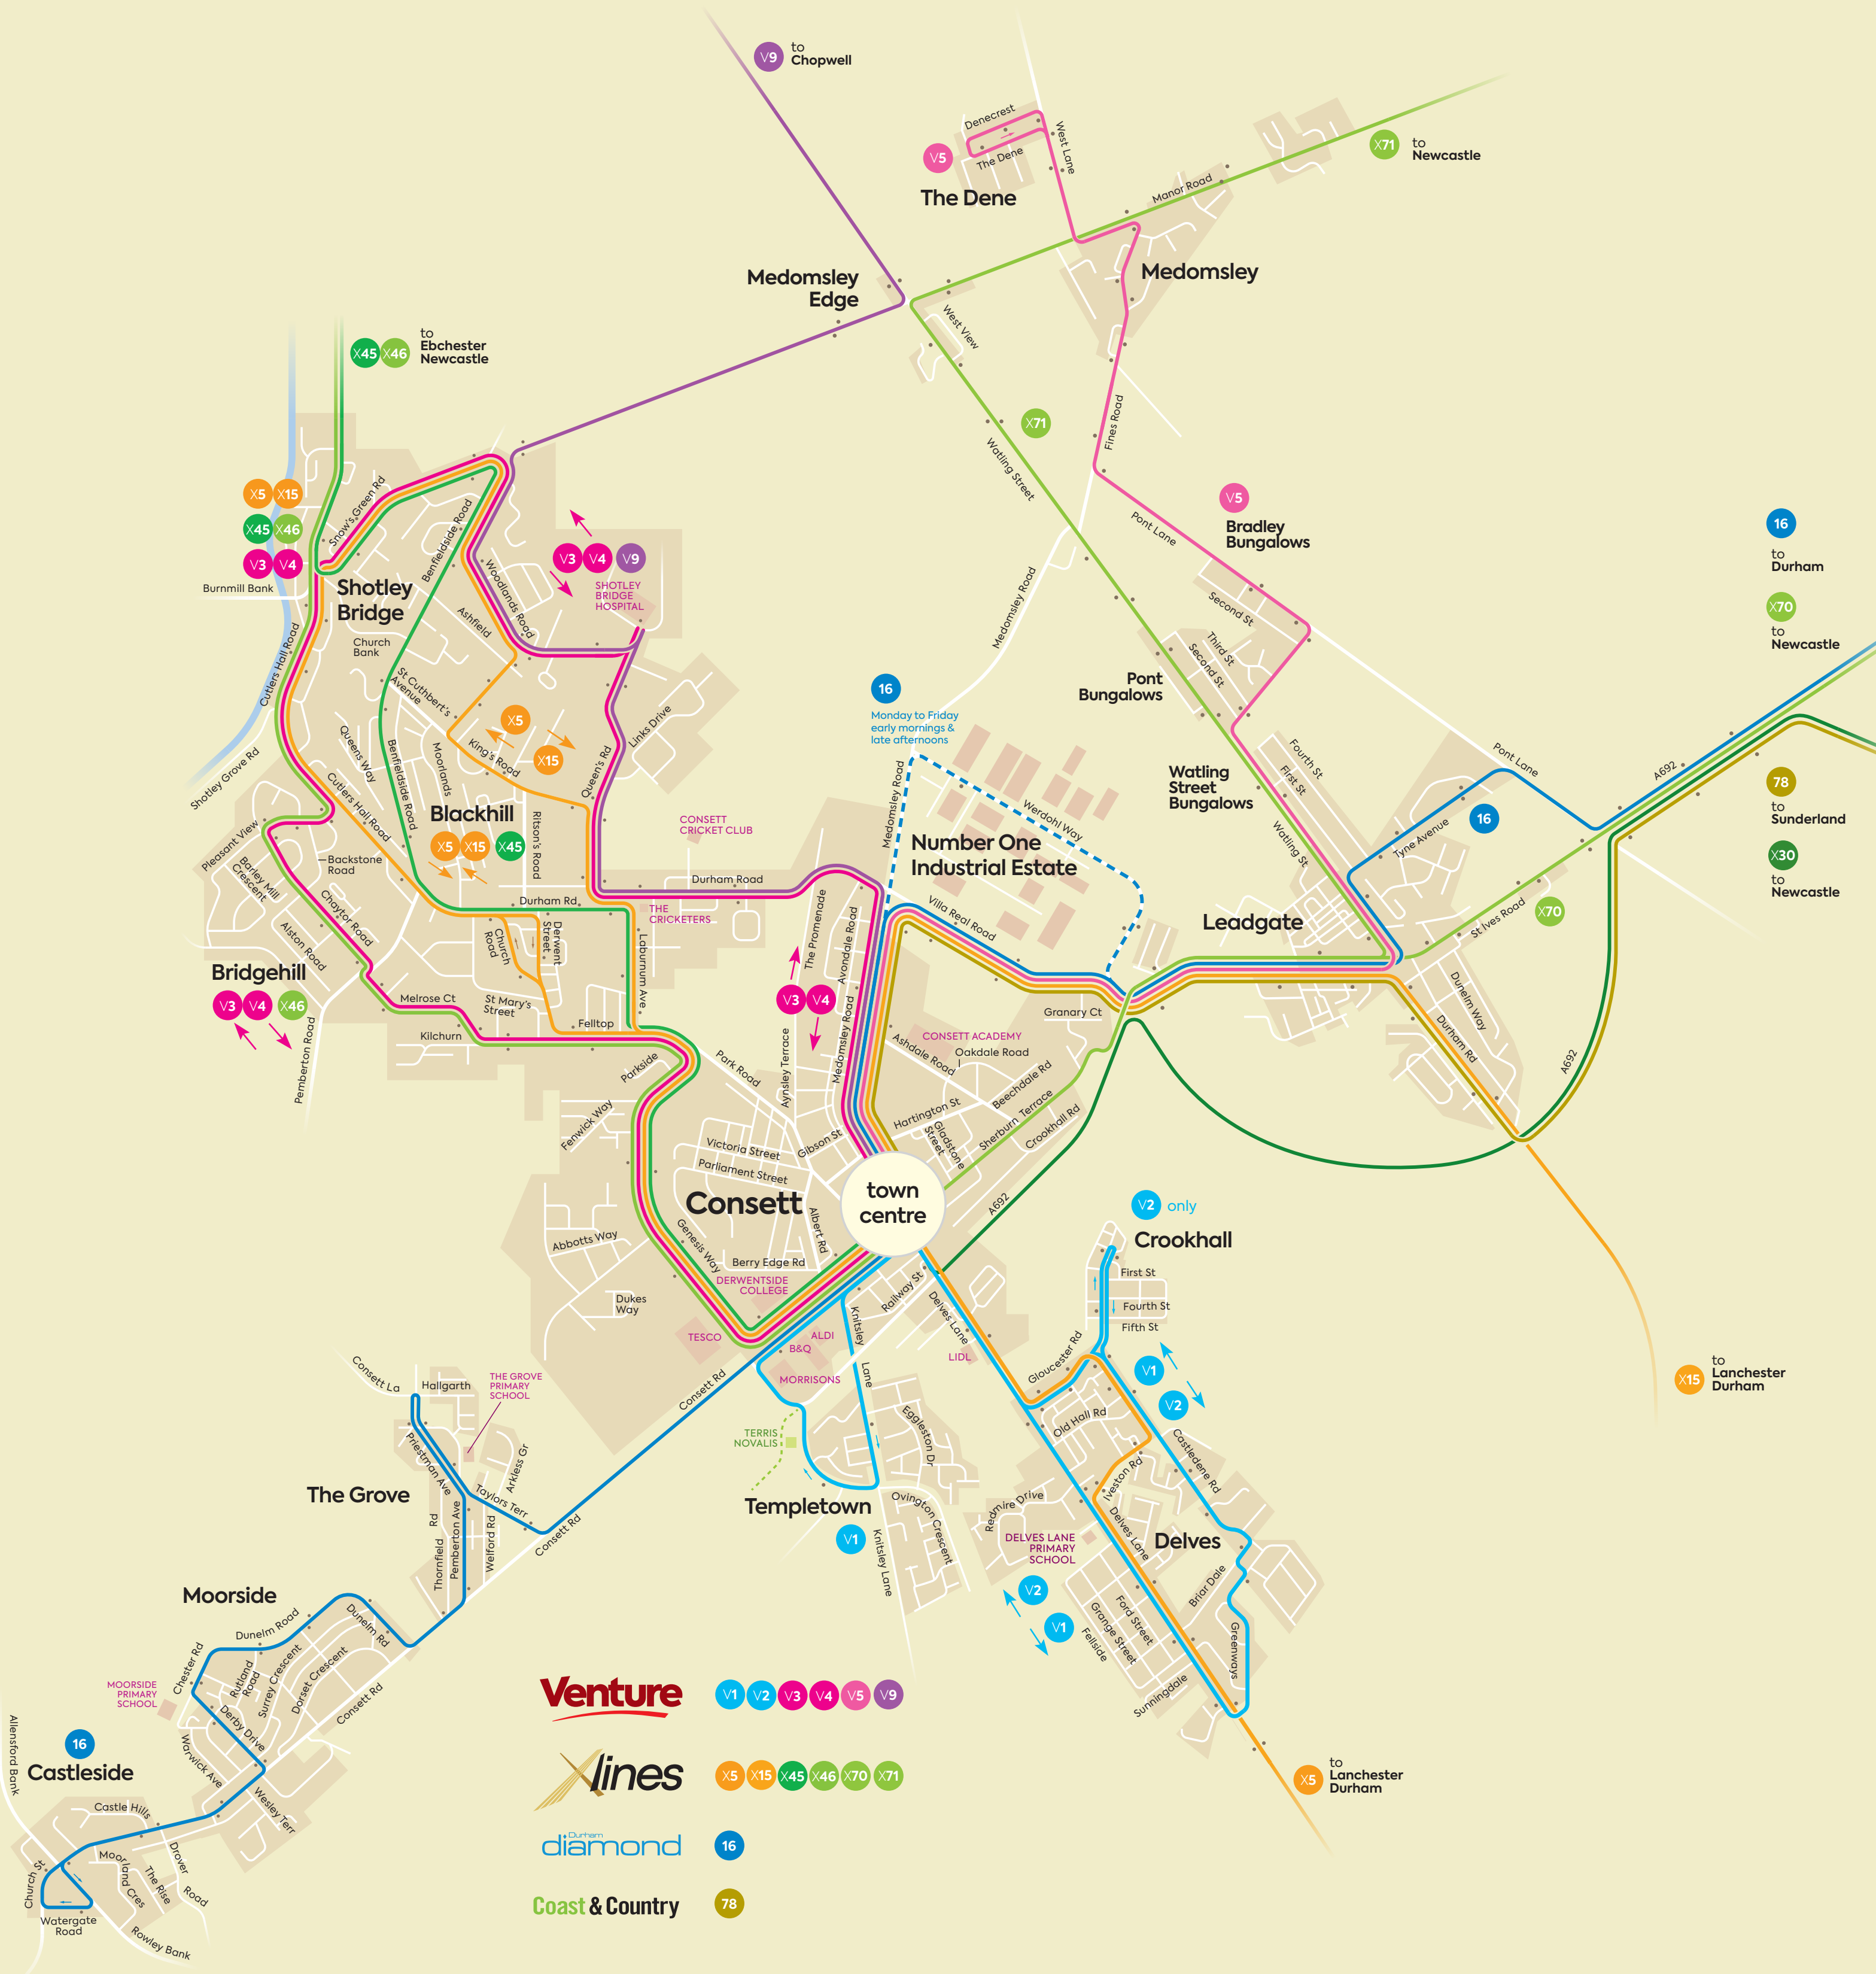 V9
to
Chopwell
Denecrest
The Dene
West Lane
V5
The Dene
Manor Road
X71
to
Newcastle
Medomsley
Edge
Medomsley
West View
X45
X46
to
Ebchester
Newcastle
X71
Fines Road
Watling Street
V5
Bradley
Bungalows
Pont Lane
X5
X15
X45
X46
V3
V4
Snow's Green Rd
Benfieldside Road
Burnmill Bank
Shotley
Bridge
Woodlands Road
V3
V4
V9
SHOTLEY
BRIDGE
HOSPITAL
Ashfield
Church
Bank
Cutlers Hall Road
St Cuthbert's
Avenue
Medomsley Road
Second St
Third St
Second St
Pont
Bungalows
16
to
Durham
X70
to
Newcastle
78
to
Sunderland
X30
to
Newcastle
16
Monday to Friday
early mornings &
late afternoons
X5
X15
King's Road
Queen's Rd
Links Drive
Shotley Grove Rd
Queens Way
Benfieldside Road
Moorlands
Cutlers Hall Road
Blackhill
X5
X15
X45
Ritson's Road
CONSETT
CRICKET CLUB
Medomsley Road
Werdohl Way
Number One
Industrial Estate
Watling
Street
Bungalows
Fourth St
First St
Watling St
Pont Lane
A692
16
Tyne Avenue
Pleasant View
Backstone
Road
Barley Mill
Crescent
Chaytor Road
Alston Road
Durham Road
Durham Rd
THE
CRICKETERS
Church
Road
Derwent
Street
Laburnum Ave
The Promenade
Avondale Road
Villa Real Road
Leadgate
St Ives Road
X70
Bridgehill
V3
V4
X46
Melrose Ct
St Mary's
Street
Felltop
Kilchurn
Pemberton Road
Parkside
Park Road
V3
V4
Medomsley Road
Aynsley Terrace
Granary Ct
CONSETT ACADEMY
Ashdale Road
Oakdale Road
Beechdale Rd
Dunelm Way
Durham Rd
A692
Hartington St
Gladstone
Street
Sherburn Terrace
Crookhall Rd
Fenwick Way
Victoria Street
Gibson St
Parliament Street
Consett
town
centre
Albert Rd
A692
Abbotts Way
Genesis Way
Berry Edge Rd
DERWENTSIDE
COLLEGE
Dukes
Way
V2
only
Crookhall
First St
Fourth St
Fifth St
Railway St
Delves Lane
Knitsley
Lane
TESCO
ALDI
B&Q
MORRISONS
LIDL
Gloucester Rd
V1
V2
X15
to
Lanchester
Durham
Consett La
Hallgarth
THE GROVE
PRIMARY
SCHOOL
Consett Rd
TERRIS
NOVALIS
Eggleston Dr
Old Hall Rd
Castledene Rd
Priestman Ave
Arkless Gr
The Grove
Taylors Terr
Iveston Rd
Templetown
V1
Ovington Crescent
Redmire Drive
Thornfield
Rd
Pemberton Ave
Welford Rd
Consett Rd
Knitsley Lane
DELVES LANE
PRIMARY
SCHOOL
Delves Lane
Delves
V2
V1
Briar Dale
Ford Street
Grange Street
Fellside
Greenways
Sunningdale
Moorside
Dunelm Road
Dunelm Rd
Chester Rd
MOORSIDE
PRIMARY
SCHOOL
Rutland
Road
Surrey Crescent
Dorset Crescent
Derby Drive
Consett Rd
Warwick Ave
Wesley Terr
Allensford Bank
16
Castleside
Castle Hills
Drover
Road
Moorland Cres
The Rise
Church St
Watergate
Road
Rowley Bank
Venture
V1
V2
V3
V4
V5
V9
Xlines
X5
X15
X45
X46
X70
X71
Durham
diamond
16
Coast & Country
78
X5
to
Lanchester
Durham